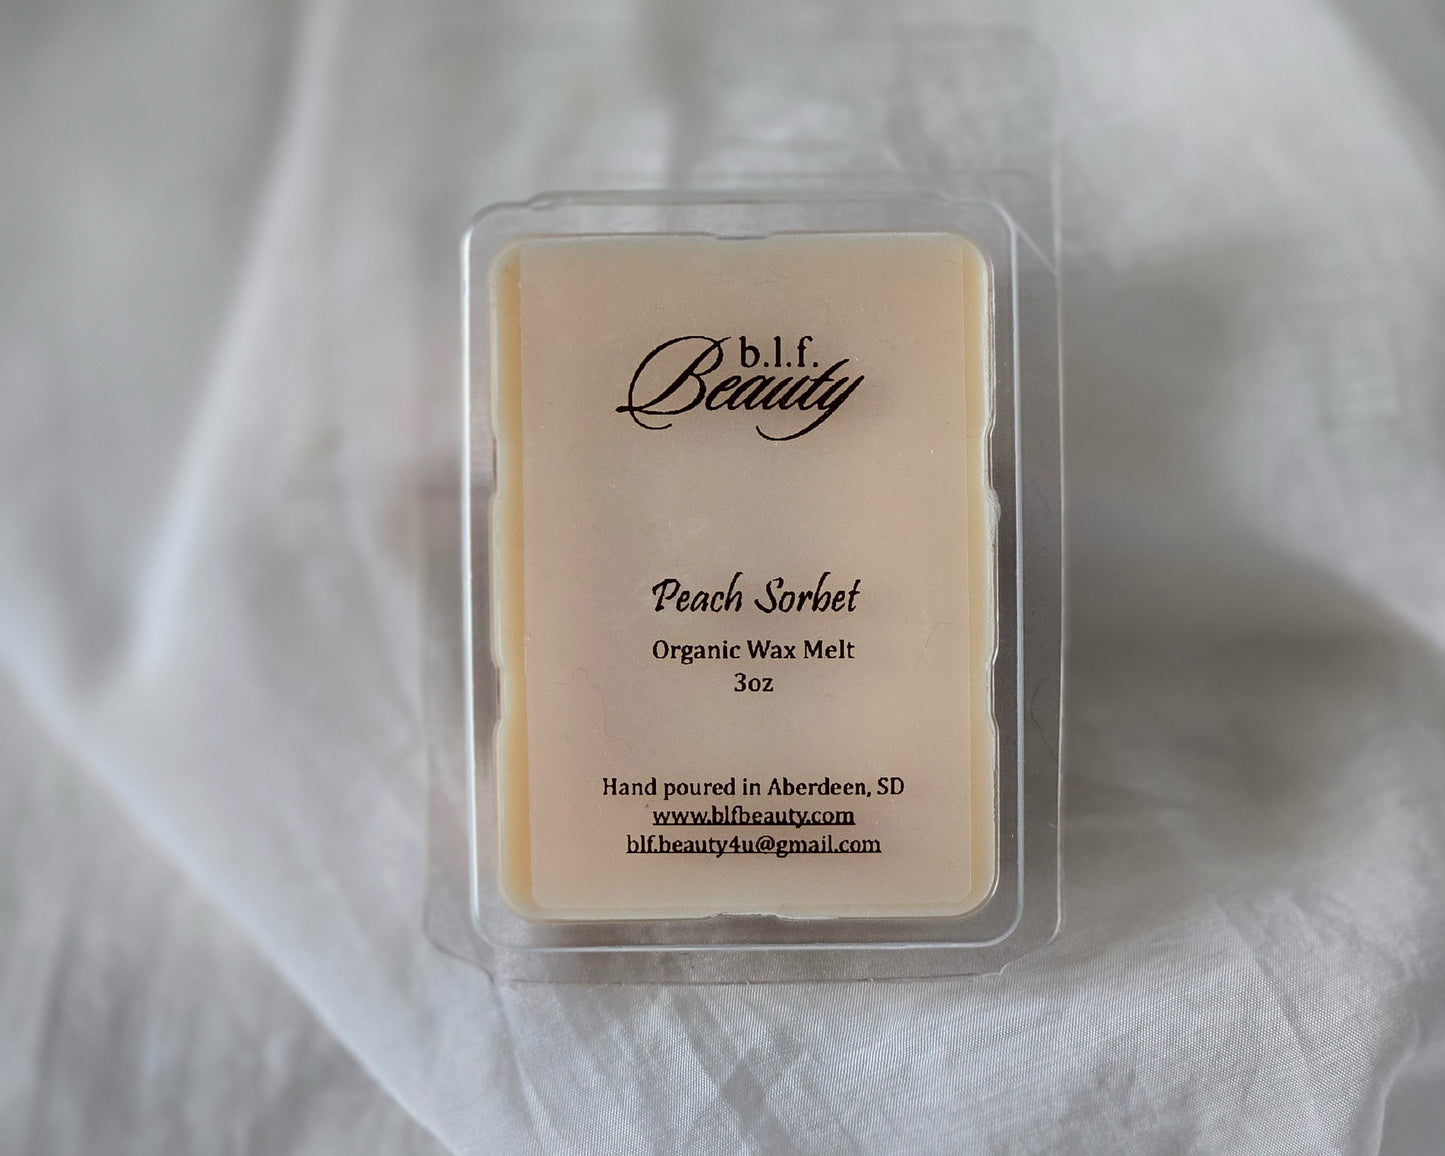 b.l.f.
Beauty
Peach Sorbet
Organic Wax Melt
3oz
Hand poured in Aberdeen, SD
www.blfbeauty.com
blf.beauty4u@gmail.com